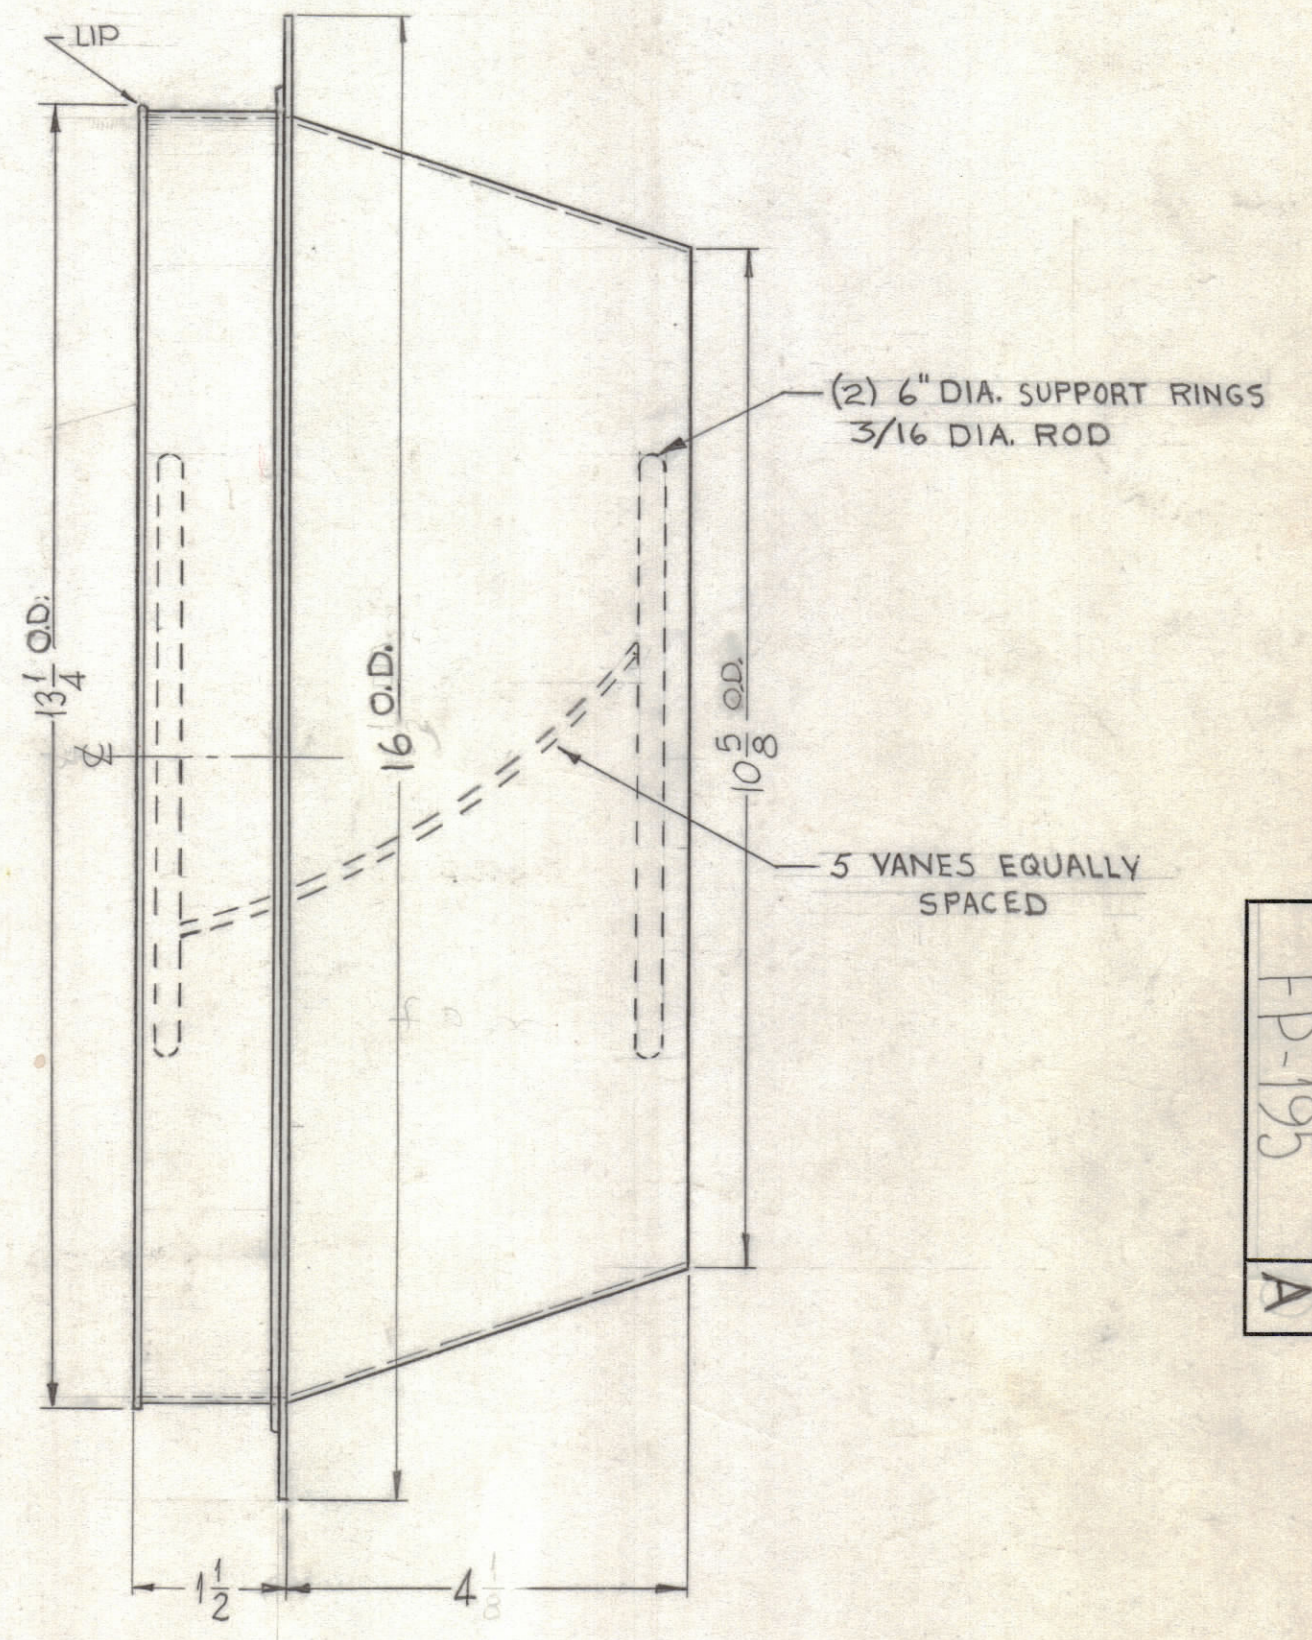 LIP
(2) 6" DIA. SUPPORT RINGS
3/16 DIA. ROD
13 1/4 O.D.
16 O.D.
10 5/8 O.D.
℄
5 VANES EQUALLY
SPACED
FP-195
A
1 1/2
4 1/8